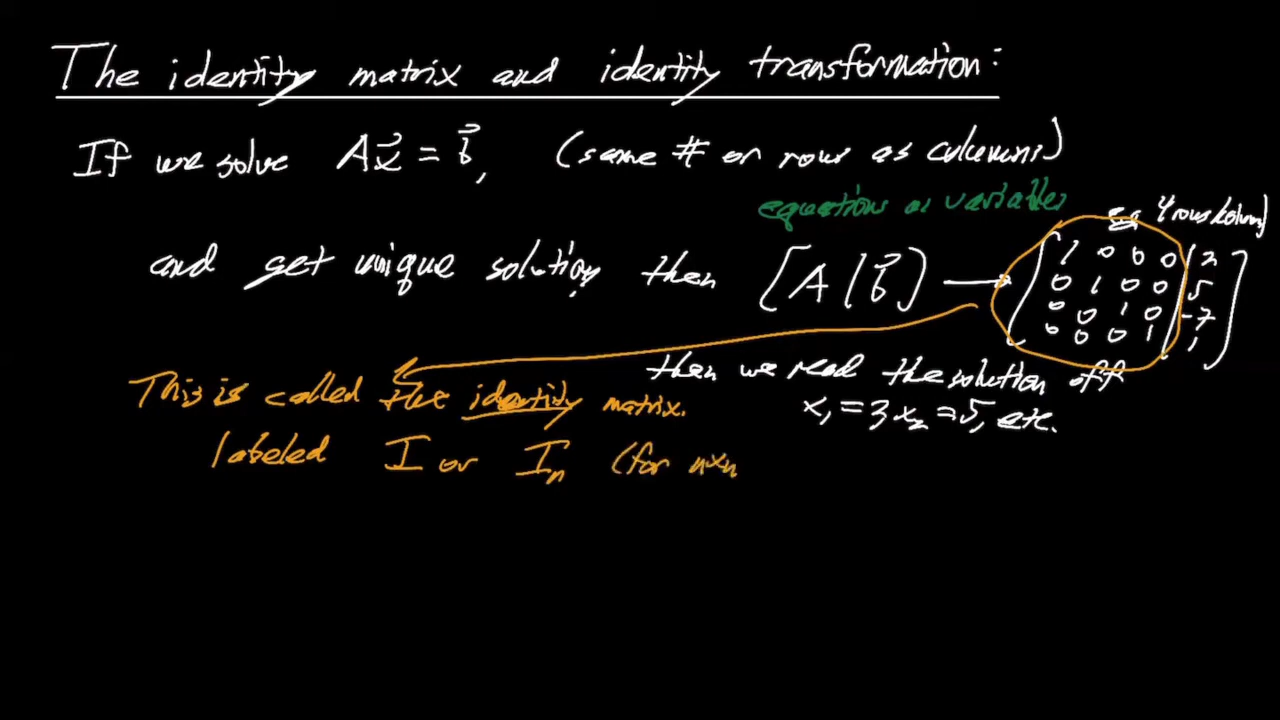 The identity matrix and identity transformation:
If we solve Ax⃗ = b⃗, (same # or rows as columns)
equations as variables
eg 4 rows/columns
and get unique solution, then [A | b⃗] →
[1 0 0 0 | 3
0 1 0 0 | 5
0 0 1 0 | -7
0 0 0 1 | 1]
then we read the solution off
x₁ = 3 x₂ = 5, etc.
This is called the identity matrix.
labeled I or Iₙ (for n×n